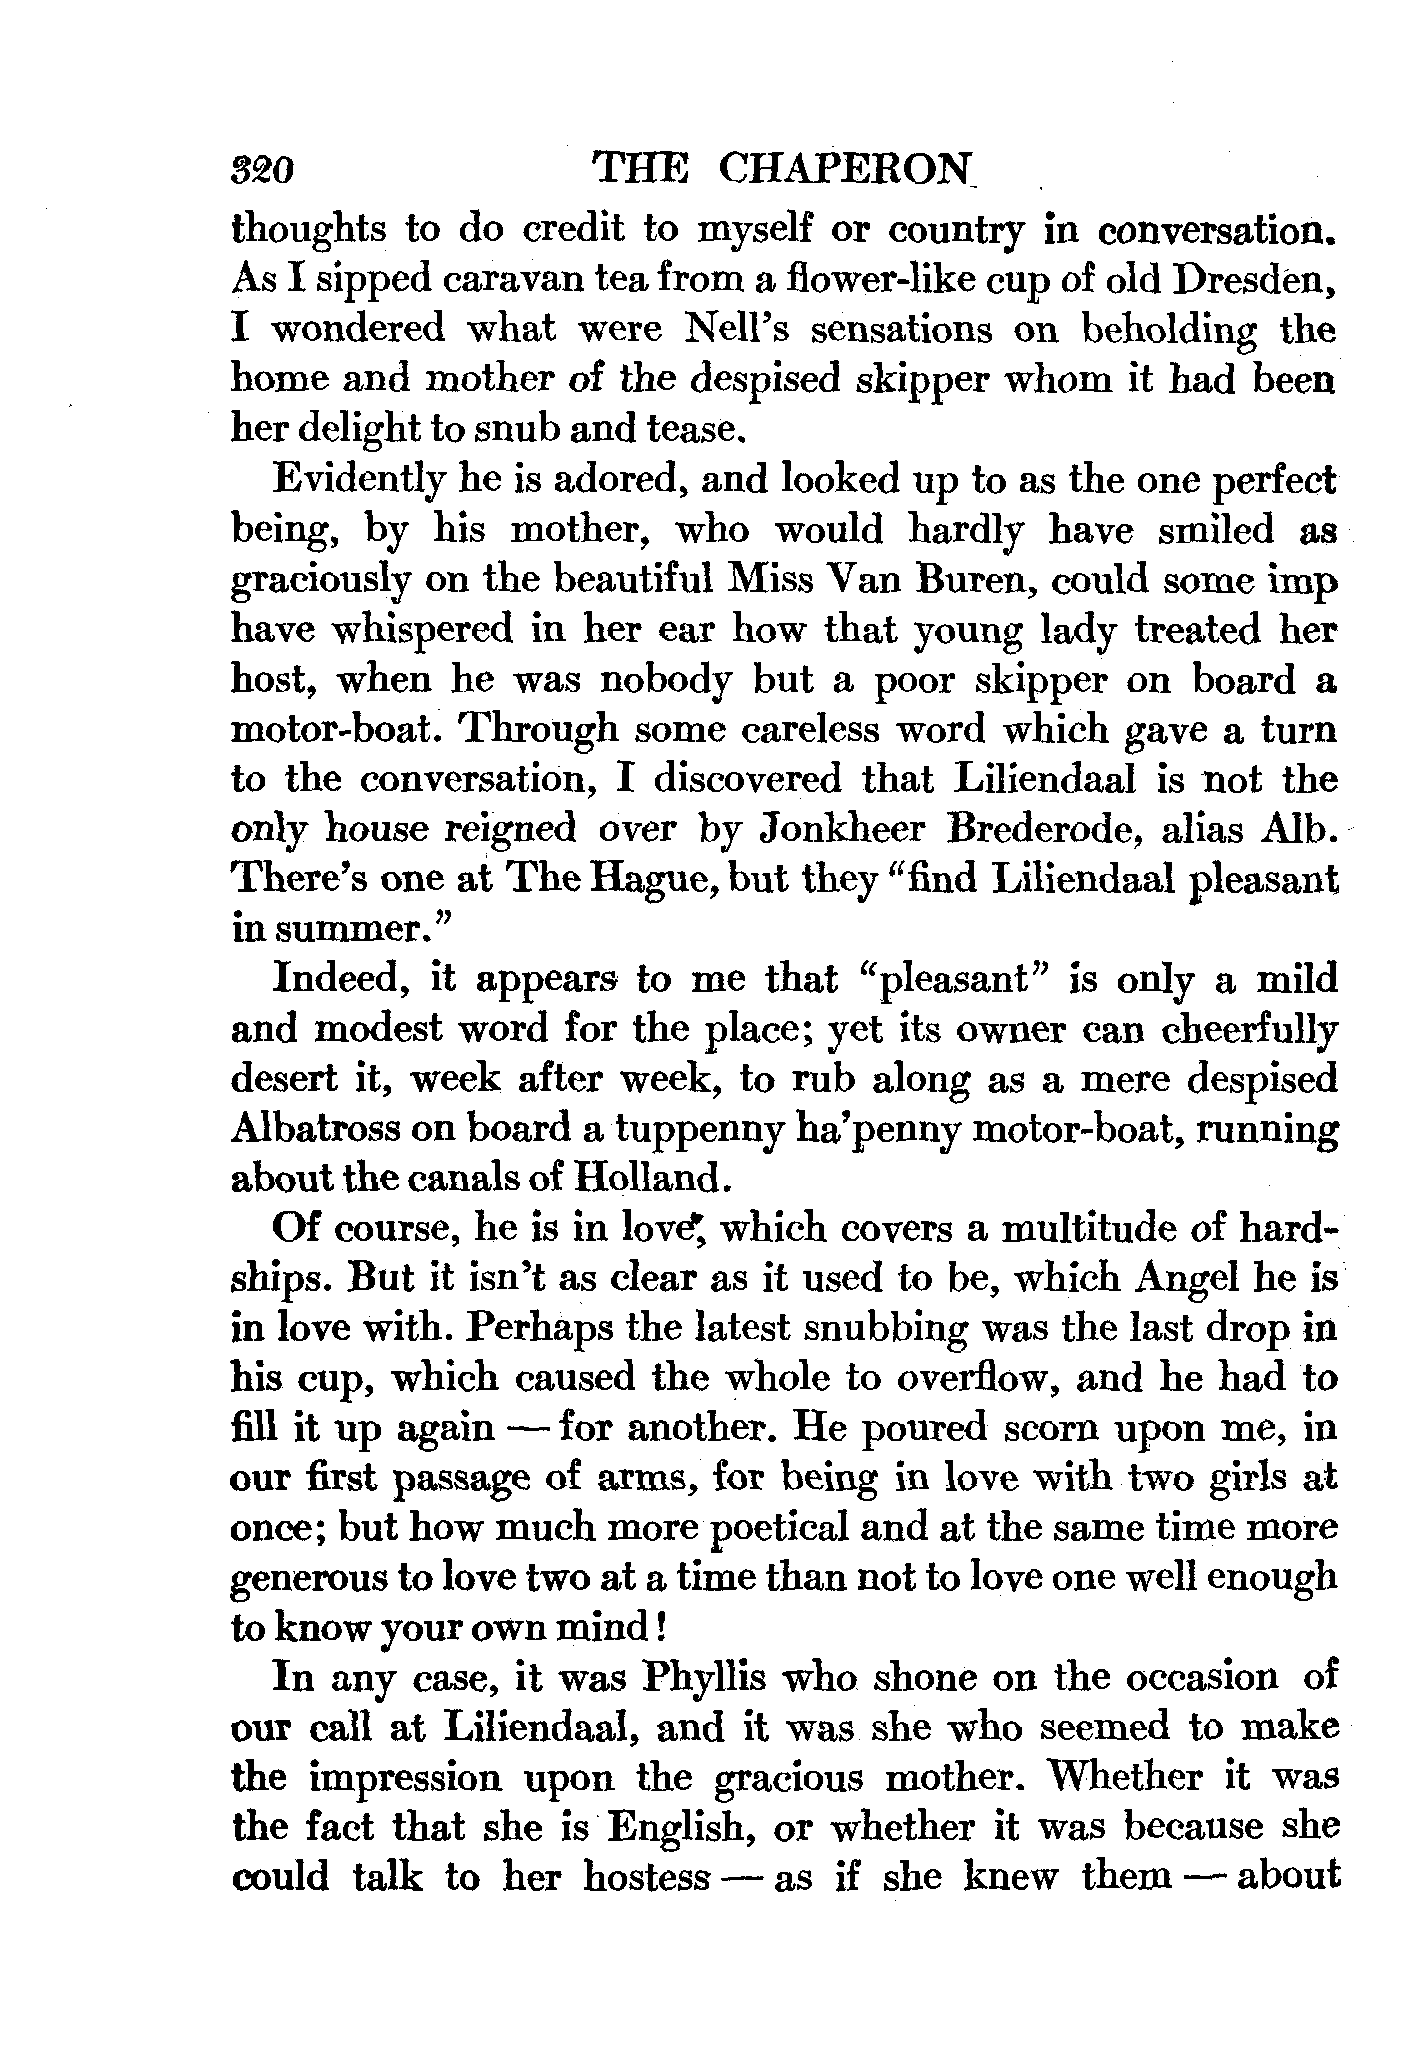 320 THE CHAPERON
thoughts to do credit to myself or country in conversation.
As I sipped caravan tea from a flower-like cup of old Dresden,
I wondered what were Nell's sensations on beholding the
home and mother of the despised skipper whom it had been
her delight to snub and tease.
Evidently he is adored, and looked up to as the one perfect
being, by his mother, who would hardly have smiled as
graciously on the beautiful Miss Van Buren, could some imp
have whispered in her ear how that young lady treated her
host, when he was nobody but a poor skipper on board a
motor-boat. Through some careless word which gave a turn
to the conversation, I discovered that Liliendaal is not the
only house reigned over by Jonkheer Brederode, alias Alb.
There's one at The Hague, but they "find Liliendaal pleasant
in summer."
Indeed, it appears to me that "pleasant" is only a mild
and modest word for the place; yet its owner can cheerfully
desert it, week after week, to rub along as a mere despised
Albatross on board a tuppenny ha'penny motor-boat, running
about the canals of Holland.
Of course, he is in love, which covers a multitude of hard-
ships. But it isn't as clear as it used to be, which Angel he is
in love with. Perhaps the latest snubbing was the last drop in
his cup, which caused the whole to overflow, and he had to
fill it up again — for another. He poured scorn upon me, in
our first passage of arms, for being in love with two girls at
once; but how much more poetical and at the same time more
generous to love two at a time than not to love one well enough
to know your own mind!
In any case, it was Phyllis who shone on the occasion of
our call at Liliendaal, and it was she who seemed to make
the impression upon the gracious mother. Whether it was
the fact that she is English, or whether it was because she
could talk to her hostess — as if she knew them — about